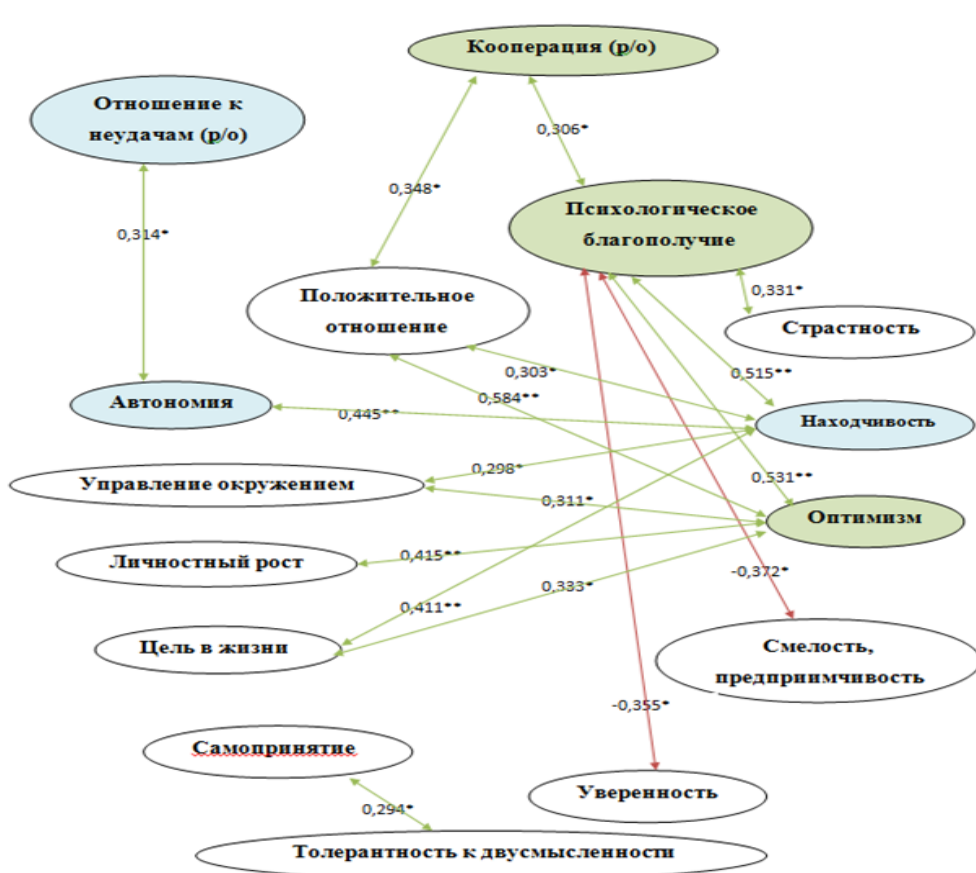 Кооперация (р/о)
Отношение к
неудачам (р/о)
0,306*
0,348*
Психологическое
благополучие
0,314*
0,331*
Положительное
отношение
Страстность
0,303*
0,515**
0,584**
Автономия
0,445**
Находчивость
0,298*
0,531**
Управление окружением
0,311*
Оптимизм
0,415**
Личностный рост
-0,372*
0,333*
0,411**
Цель в жизни
Смелость,
предприимчивость
-0,355*
Самопринятие
Уверенность
0,294*
Толерантность к двусмысленности